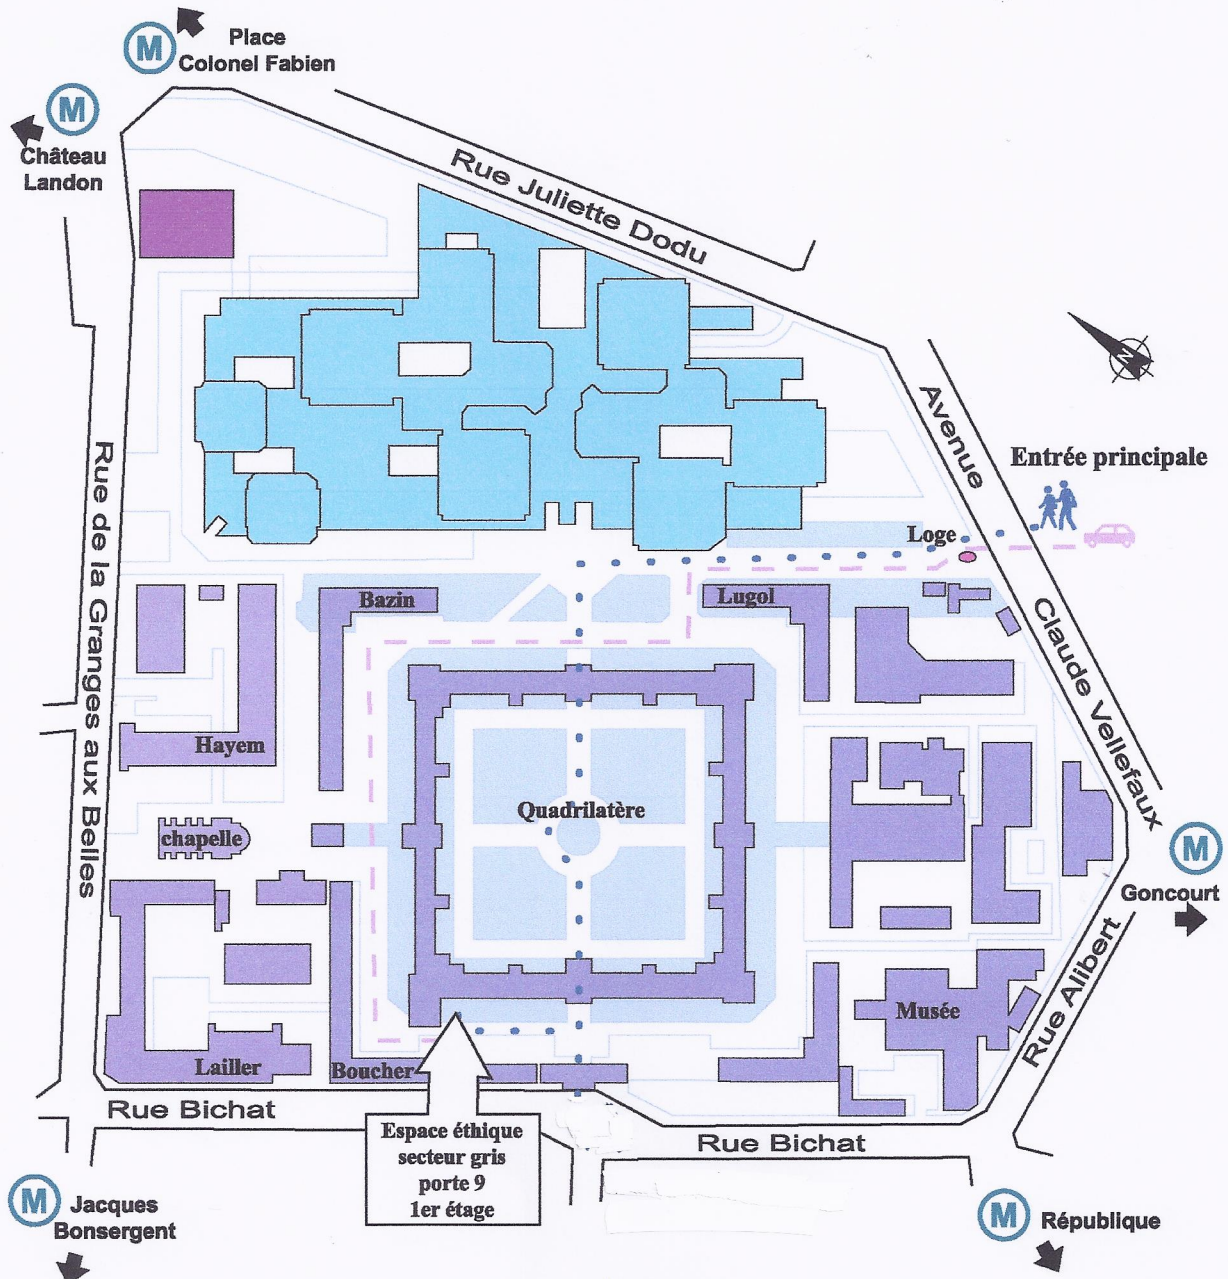 M
Place
Colonel Fabien
M
Château
Landon
Rue Juliette Dodu
N
Avenue
Entrée principale
Loge
Rue de la Granges aux Belles
Bazin
Lugol
Claude Vellefaux
Hayem
Quadrilatère
chapelle
M
Goncourt
Rue Alibert
Musée
Lailler
Boucher
Rue Bichat
Rue Bichat
Espace éthique
secteur gris
porte 9
1er étage
M
Jacques
Bonsergent
M
République